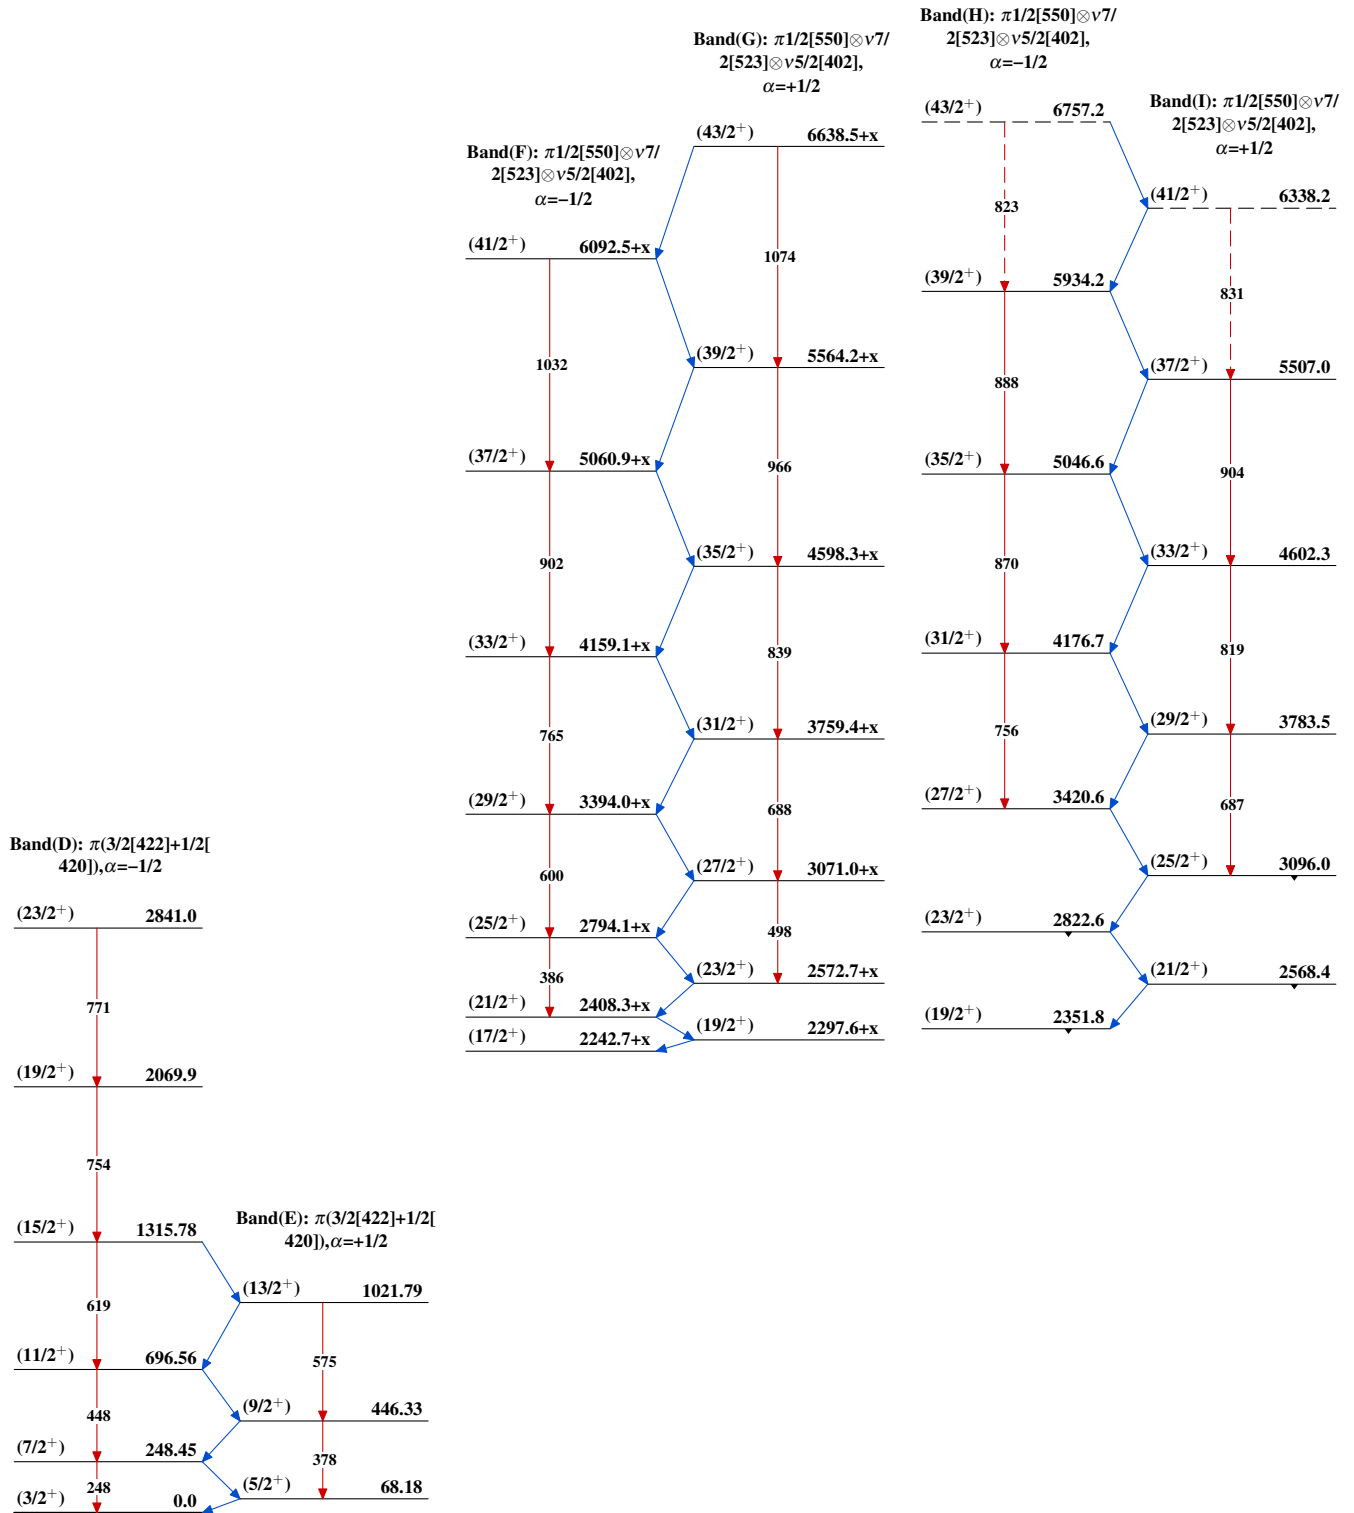 Band(D): π(3/2[422]+1/2[
420]),α=−1/2
(23/2⁺) 2841.0
771
(19/2⁺) 2069.9
754
(15/2⁺) 1315.78
619
(11/2⁺) 696.56
448
(7/2⁺) 248.45
248
(3/2⁺) 0.0
Band(E): π(3/2[422]+1/2[
420]),α=+1/2
(13/2⁺) 1021.79
575
(9/2⁺) 446.33
378
(5/2⁺) 68.18
Band(F): π1/2[550]⊗ν7/
2[523]⊗ν5/2[402],
α=−1/2
(41/2⁺) 6092.5+x
1032
(37/2⁺) 5060.9+x
902
(33/2⁺) 4159.1+x
765
(29/2⁺) 3394.0+x
600
(25/2⁺) 2794.1+x
386
(21/2⁺) 2408.3+x
(17/2⁺) 2242.7+x
Band(G): π1/2[550]⊗ν7/
2[523]⊗ν5/2[402],
α=+1/2
(43/2⁺) 6638.5+x
1074
(39/2⁺) 5564.2+x
966
(35/2⁺) 4598.3+x
839
(31/2⁺) 3759.4+x
688
(27/2⁺) 3071.0+x
498
(23/2⁺) 2572.7+x
(19/2⁺) 2297.6+x
Band(H): π1/2[550]⊗ν7/
2[523]⊗ν5/2[402],
α=−1/2
(43/2⁺) 6757.2
823
(39/2⁺) 5934.2
888
(35/2⁺) 5046.6
870
(31/2⁺) 4176.7
756
(27/2⁺) 3420.6
(23/2⁺) 2822.6
(19/2⁺) 2351.8
Band(I): π1/2[550]⊗ν7/
2[523]⊗ν5/2[402],
α=+1/2
(41/2⁺) 6338.2
831
(37/2⁺) 5507.0
904
(33/2⁺) 4602.3
819
(29/2⁺) 3783.5
687
(25/2⁺) 3096.0
(21/2⁺) 2568.4